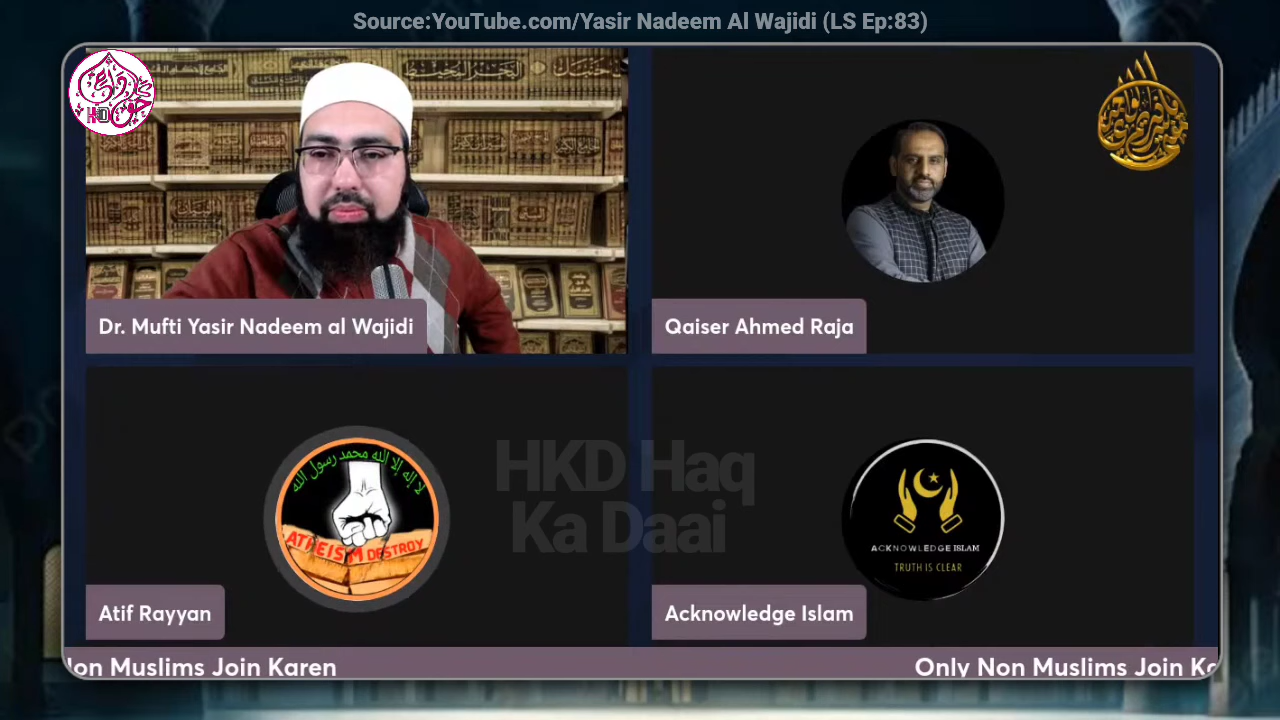 Source:YouTube.com/Yasir Nadeem Al Wajidi (LS Ep:83)
HKD
Dr. Mufti Yasir Nadeem al Wajidi
Qaiser Ahmed Raja
لا إله إلا الله محمد رسول الله
ATHEISM DESTROY
ACKNOWLEDGE ISLAM
TRUTH IS CLEAR
HKD Haq
Ka Daai
Atif Rayyan
Acknowledge Islam
Non Muslims Join Karen
Only Non Muslims Join Ka